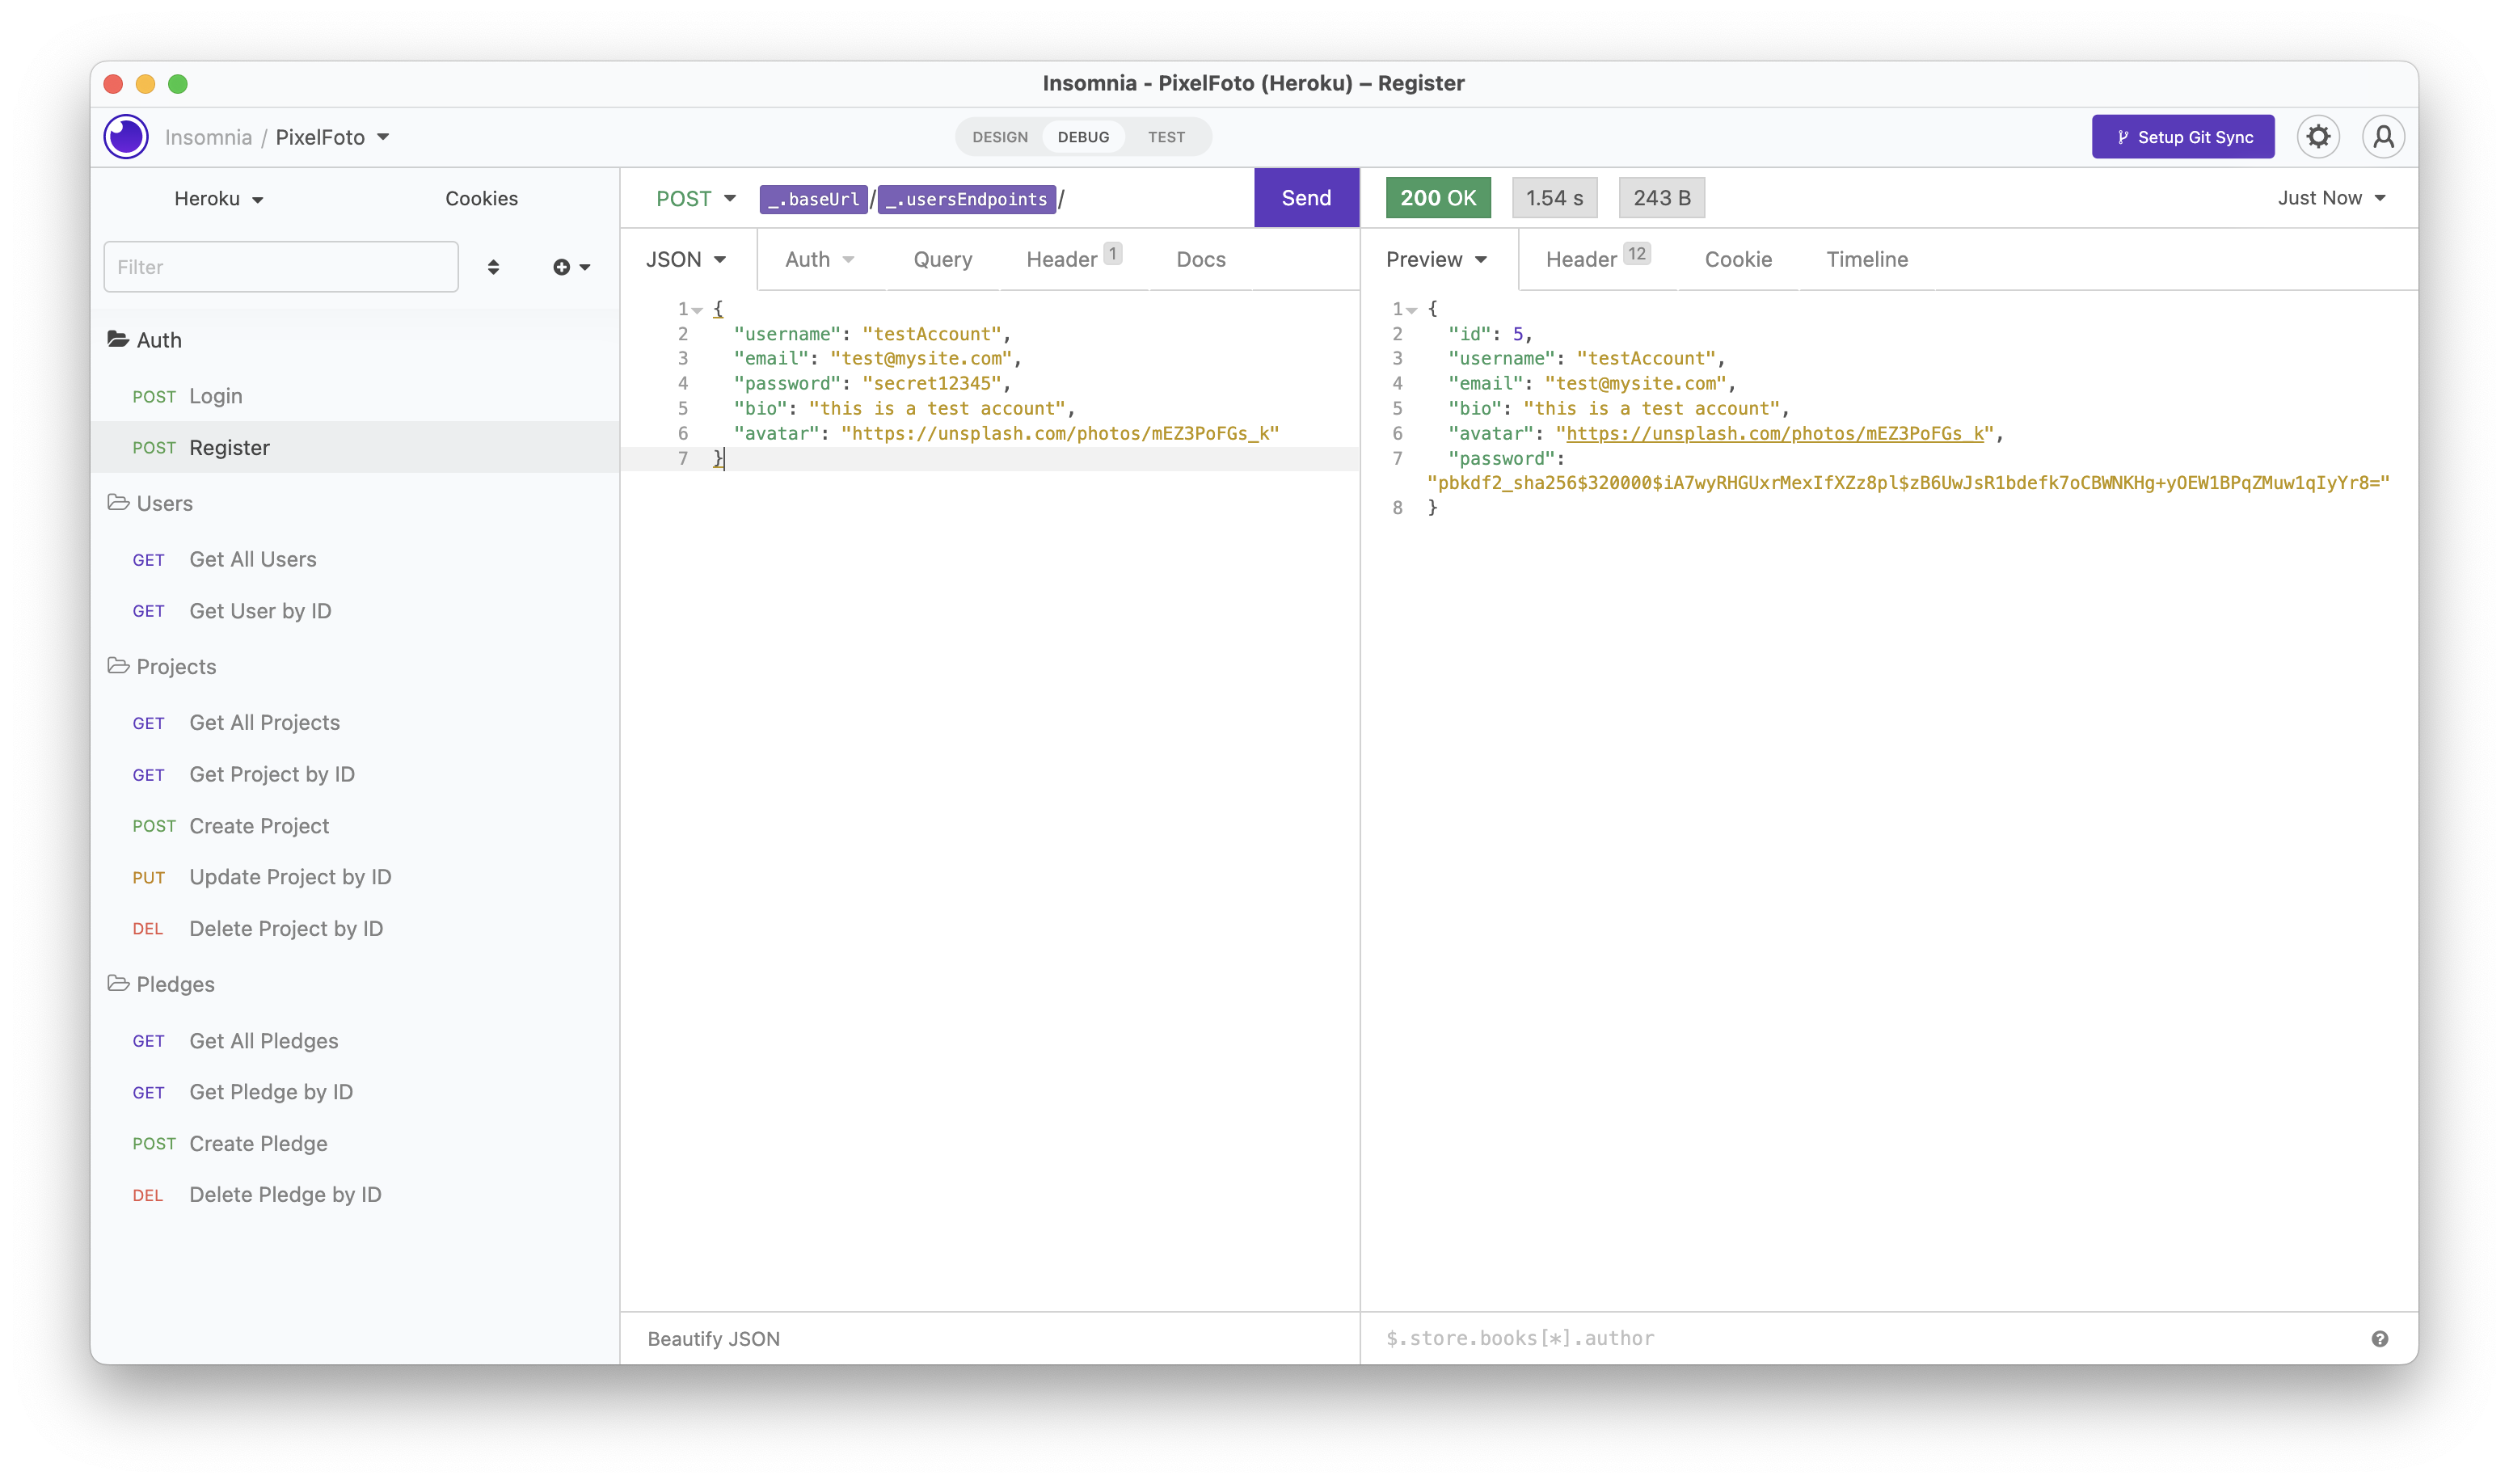 Insomnia - PixelFoto (Heroku) – Register
Insomnia / PixelFoto
DESIGN DEBUG TEST
Setup Git Sync
Heroku Cookies
Filter
Auth
POST Login
POST Register
Users
GET Get All Users
GET Get User by ID
Projects
GET Get All Projects
GET Get Project by ID
POST Create Project
PUT Update Project by ID
DEL Delete Project by ID
Pledges
GET Get All Pledges
GET Get Pledge by ID
POST Create Pledge
DEL Delete Pledge by ID
POST _.baseUrl/_.usersEndpoints/
Send
JSON Auth Query Header 1 Docs
1 {
2 "username": "testAccount",
3 "email": "test@mysite.com",
4 "password": "secret12345",
5 "bio": "this is a test account",
6 "avatar": "https://unsplash.com/photos/mEZ3PoFGs_k"
7 }
Beautify JSON
200 OK 1.54 s 243 B Just Now
Preview Header 12 Cookie Timeline
1 {
2 "id": 5,
3 "username": "testAccount",
4 "email": "test@mysite.com",
5 "bio": "this is a test account",
6 "avatar": "https://unsplash.com/photos/mEZ3PoFGs_k",
7 "password":
"pbkdf2_sha256$320000$iA7wyRHGUxrMexIfXZz8pl$zB6UwJsR1bdefk7oCBWNKHg+yOEW1BPqZMuw1qIyYr8="
8 }
$.store.books[*].author